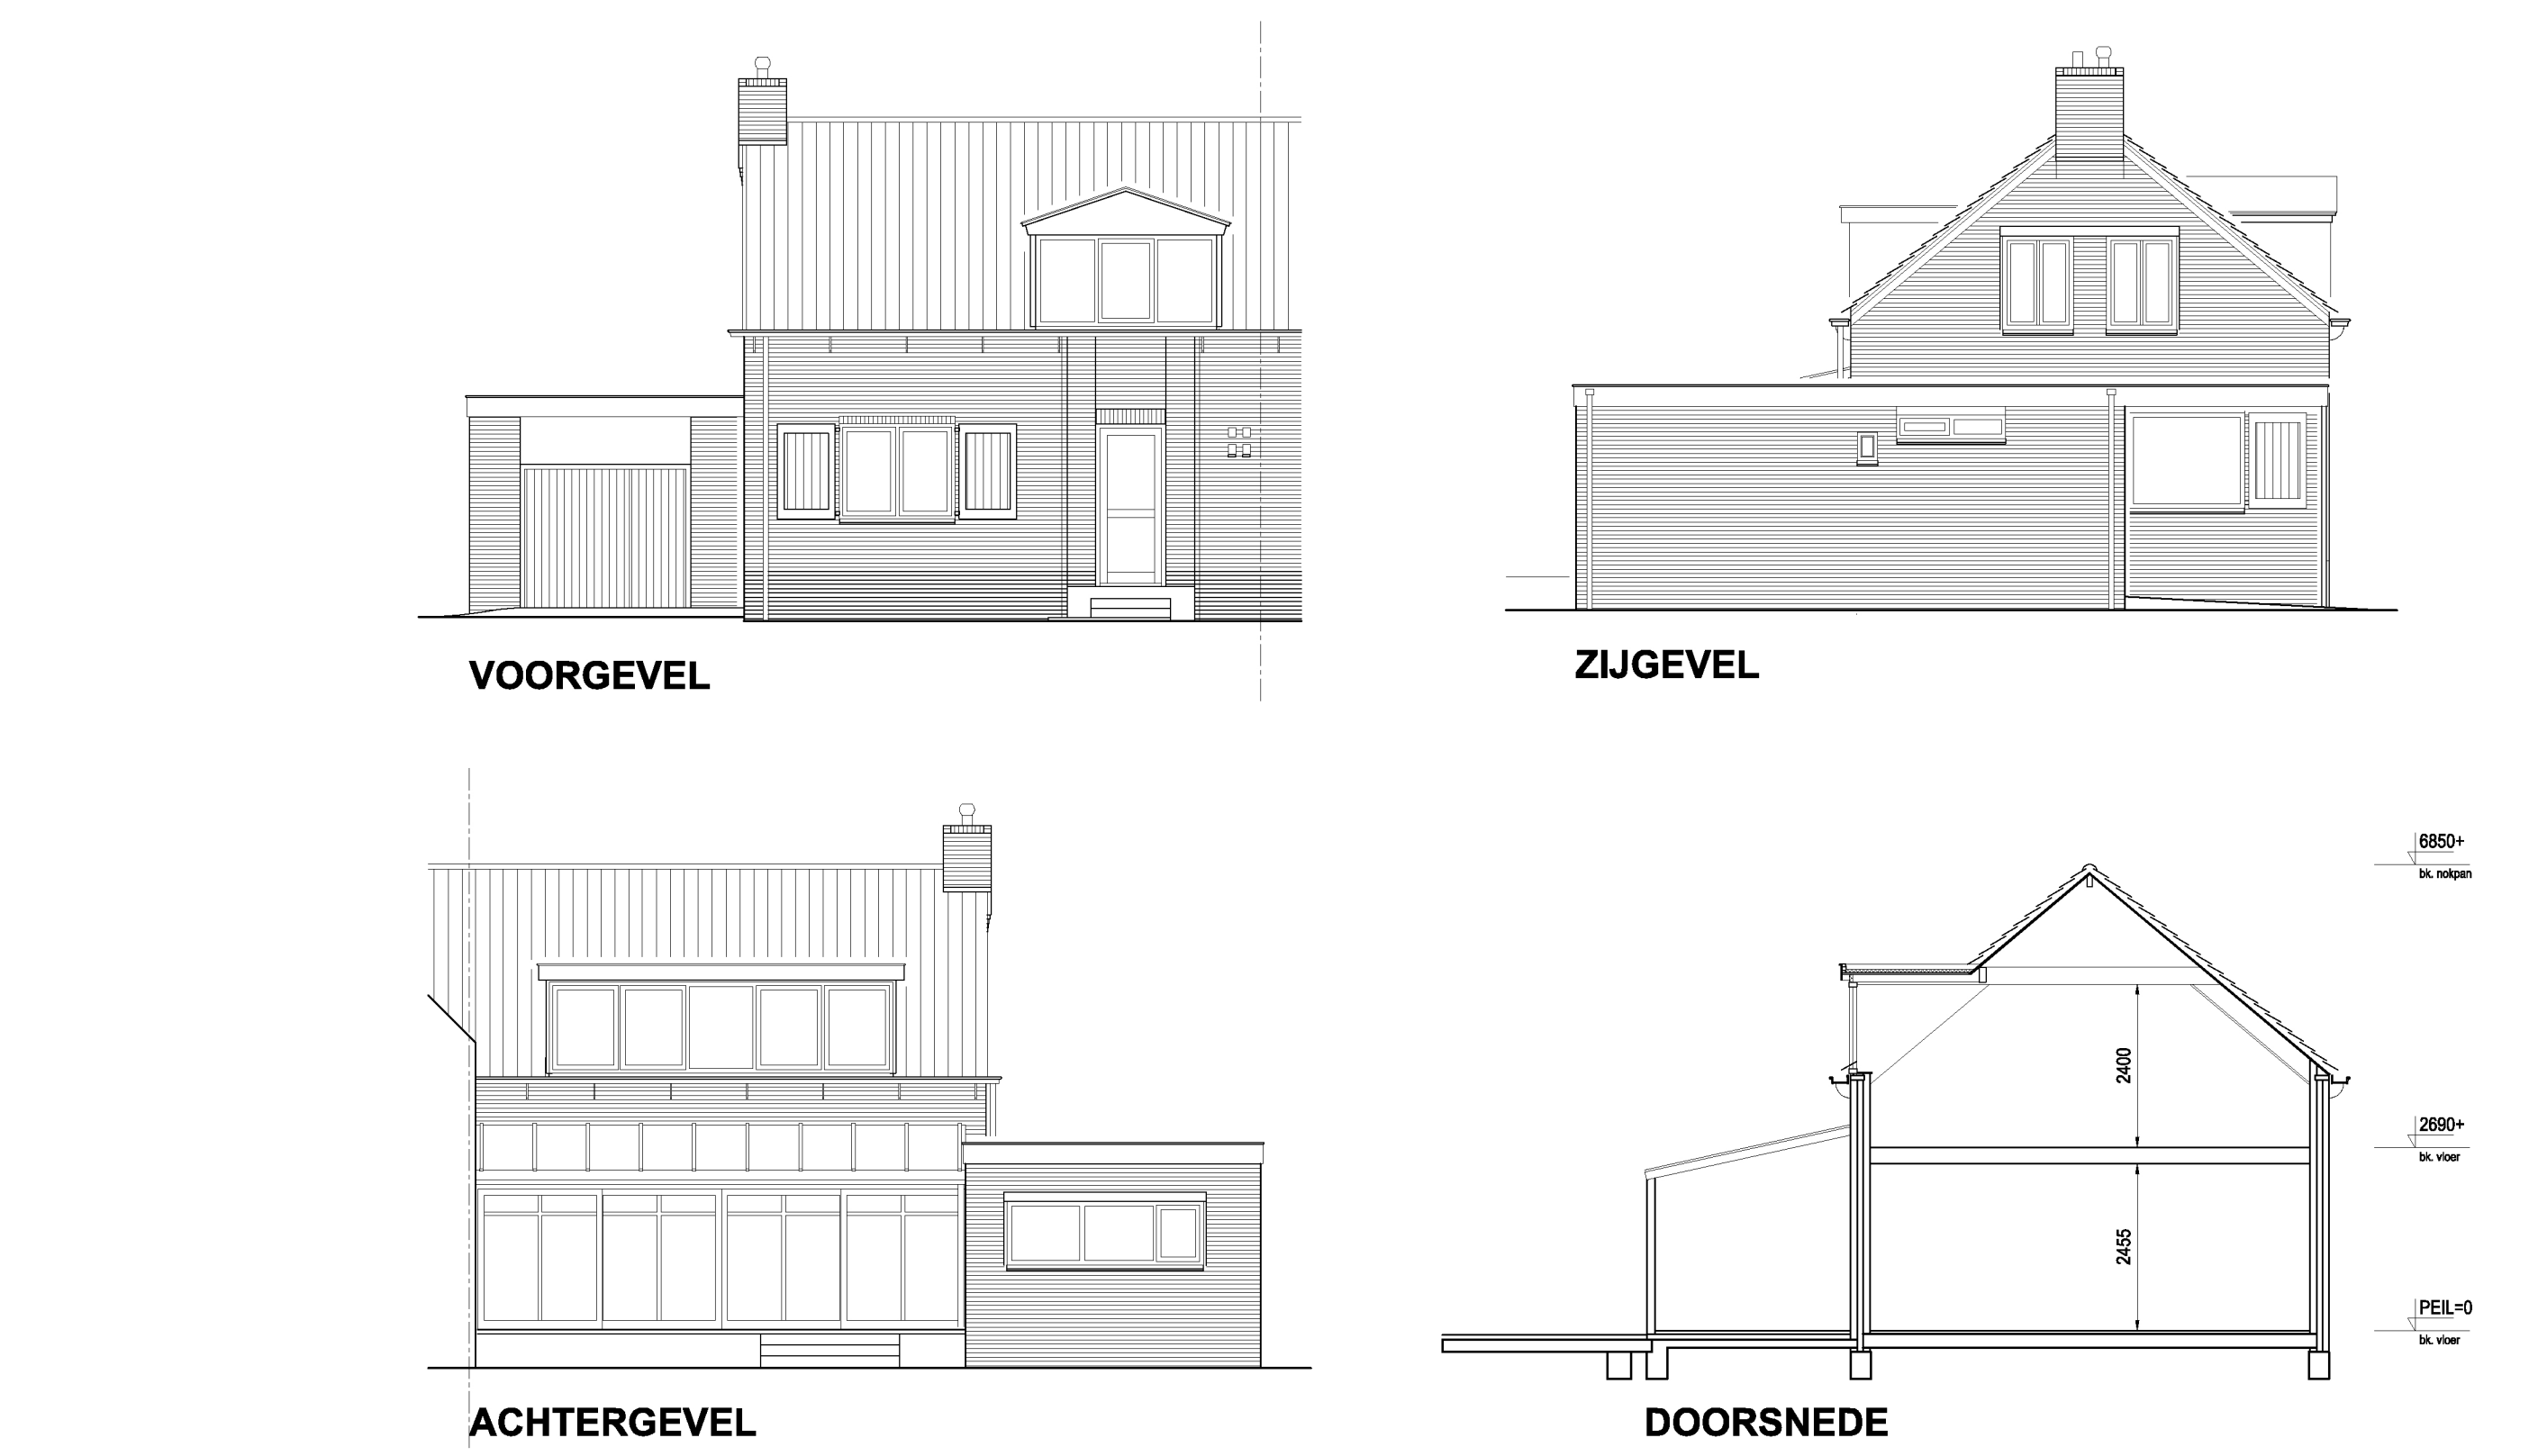 VOORGEVEL
ZIJGEVEL
6850+
bk. nokpan
2400
2690+
bk. vloer
2455
PEIL=0
bk. vloer
ACHTERGEVEL
DOORSNEDE